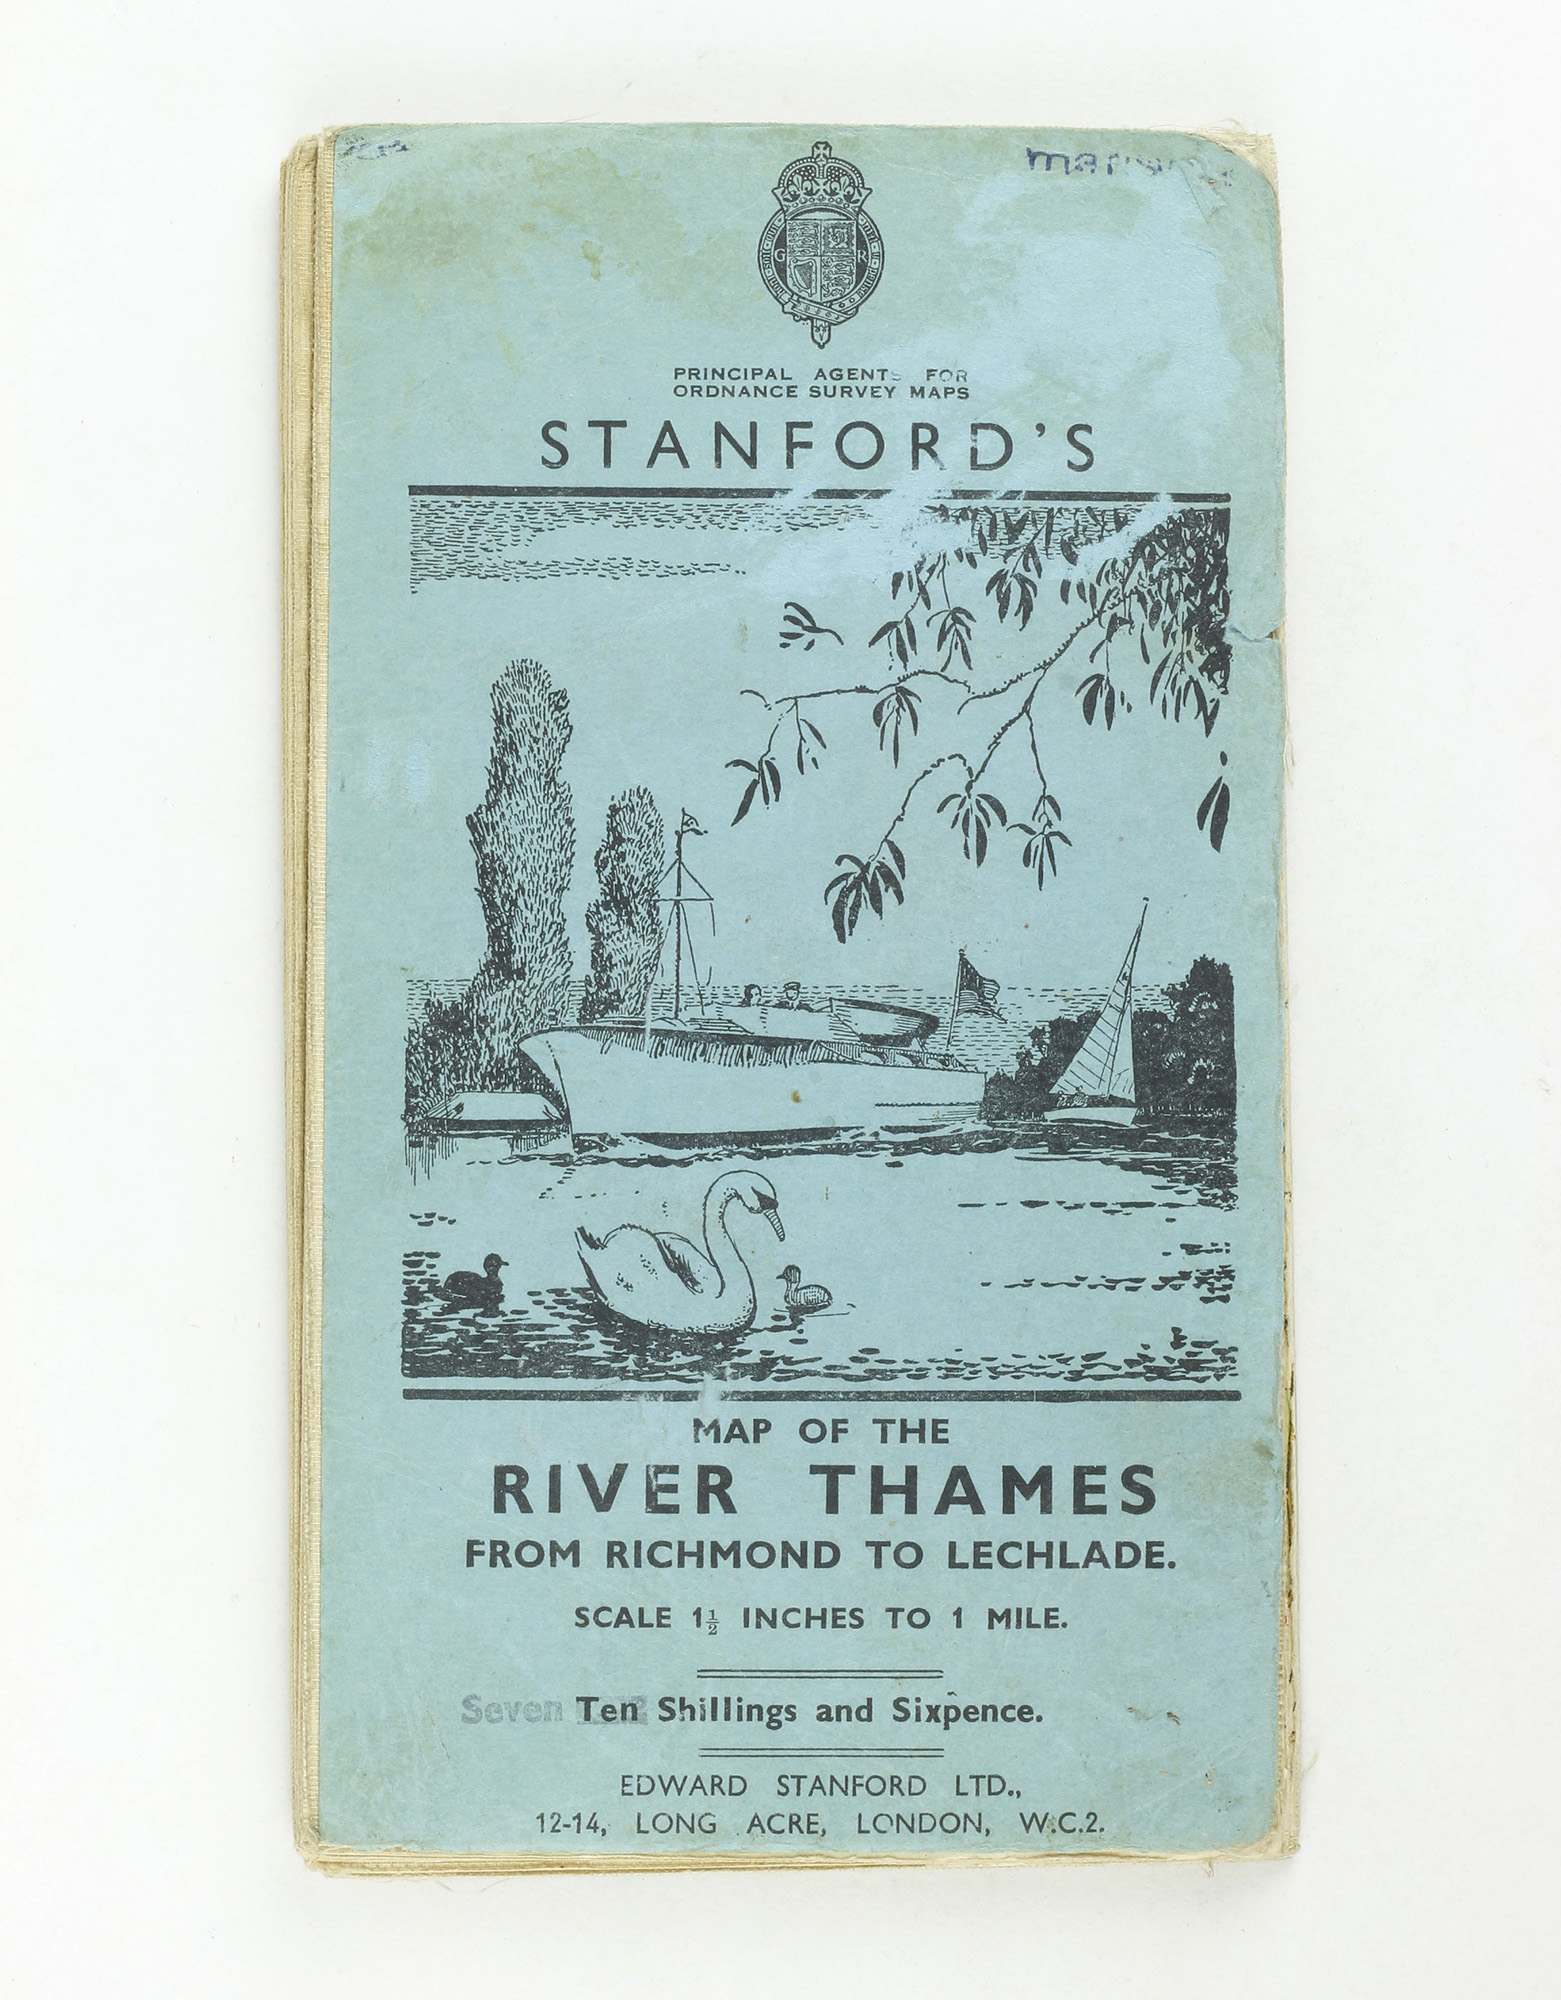 G R
PRINCIPAL AGENTS FOR
ORDNANCE SURVEY MAPS
STANFORD'S
MAP OF THE
RIVER THAMES
FROM RICHMOND TO LECHLADE.
SCALE 1½ INCHES TO 1 MILE.
Seven Ten Shillings and Sixpence.
EDWARD STANFORD LTD.,
12-14, LONG ACRE, LONDON, W.C.2.